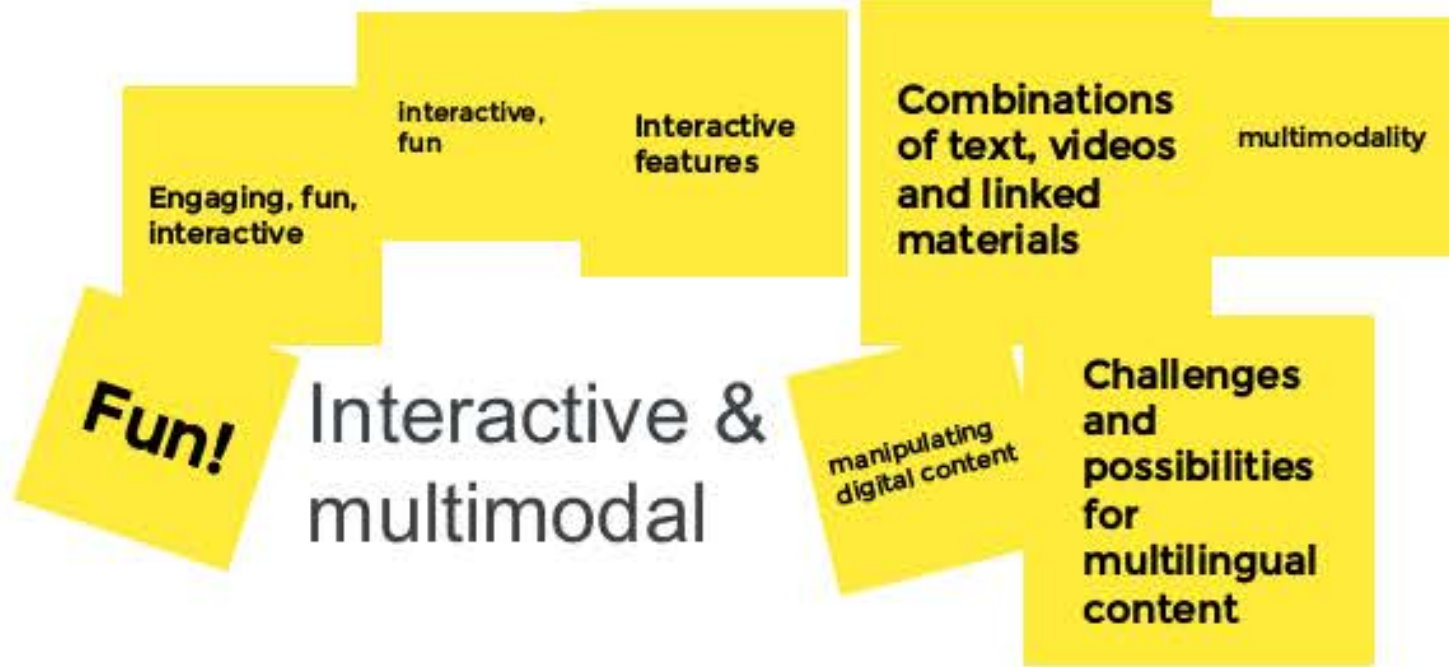 Engaging, fun,
interactive
interactive,
fun
Interactive
features
Combinations
of text, videos
and linked
materials
multimodality
Fun!
Interactive &
multimodal
manipulating
digital content
Challenges
and
possibilities
for
multilingual
content